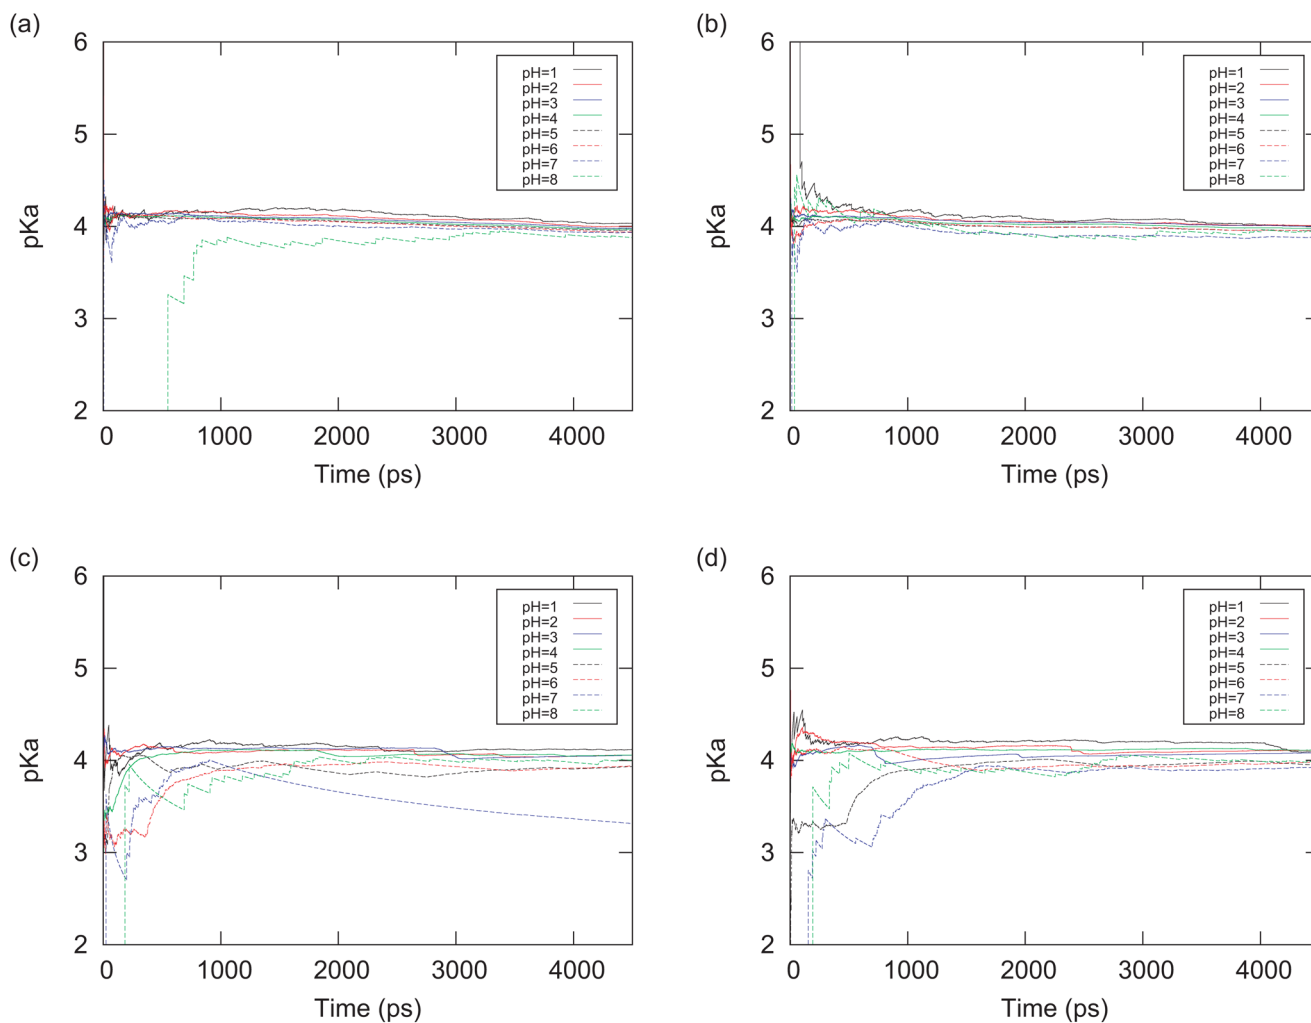 (a)
6
5
4
3
2
pKa
0 1000 2000 3000 4000
Time (ps)
pH=1
pH=2
pH=3
pH=4
pH=5
pH=6
pH=7
pH=8
(b)
6
5
4
3
2
pKa
0 1000 2000 3000 4000
Time (ps)
pH=1
pH=2
pH=3
pH=4
pH=5
pH=6
pH=7
pH=8
(c)
6
5
4
3
2
pKa
0 1000 2000 3000 4000
Time (ps)
pH=1
pH=2
pH=3
pH=4
pH=5
pH=6
pH=7
pH=8
(d)
6
5
4
3
2
pKa
0 1000 2000 3000 4000
Time (ps)
pH=1
pH=2
pH=3
pH=4
pH=5
pH=6
pH=7
pH=8